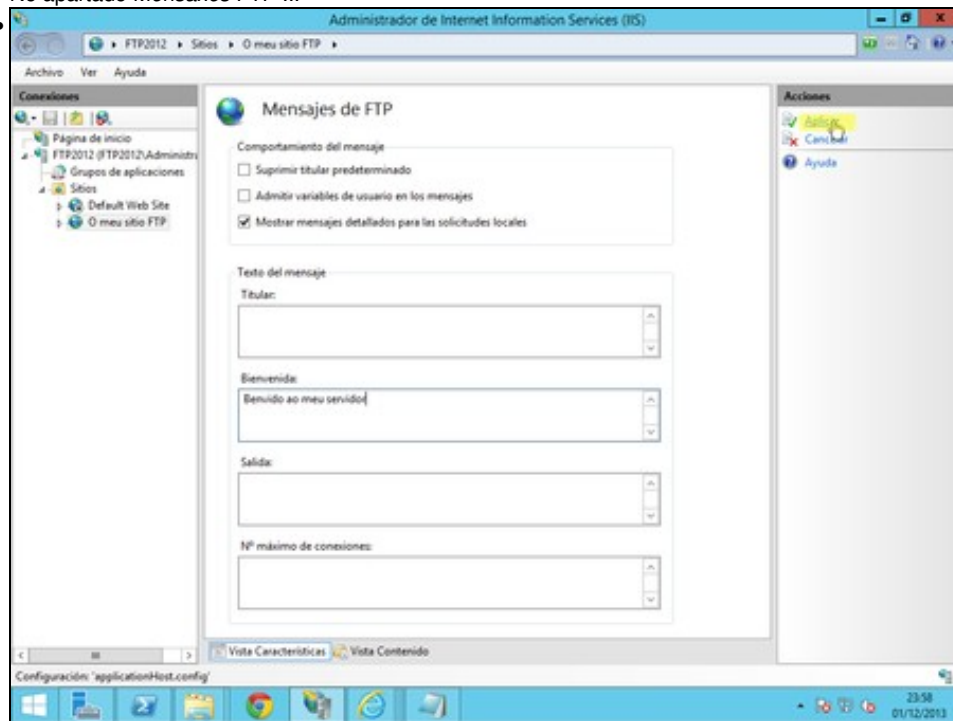 Administrador de Internet Information Services (IIS)
FTP2012 Sitios O meu sitio FTP
Archivo Ver Ayuda
Conexiones
Página de inicio
FTP2012 (FTP2012\Administr
Grupos de aplicaciones
Sitios
Default Web Site
O meu sitio FTP
Mensajes de FTP
Comportamiento del mensaje
Suprimir titular predeterminado
Admitir variables de usuario en los mensajes
Mostrar mensajes detallados para las solicitudes locales
Texto del mensaje
Titular:
Bienvenida:
Benvido ao meu servidor
Salida:
Nº máximo de conexiones:
Vista Características Vista Contenido
Acciones
Aplicar
Cancelar
Ayuda
Configuración: 'applicationHost.config'
23:58
01/12/2013